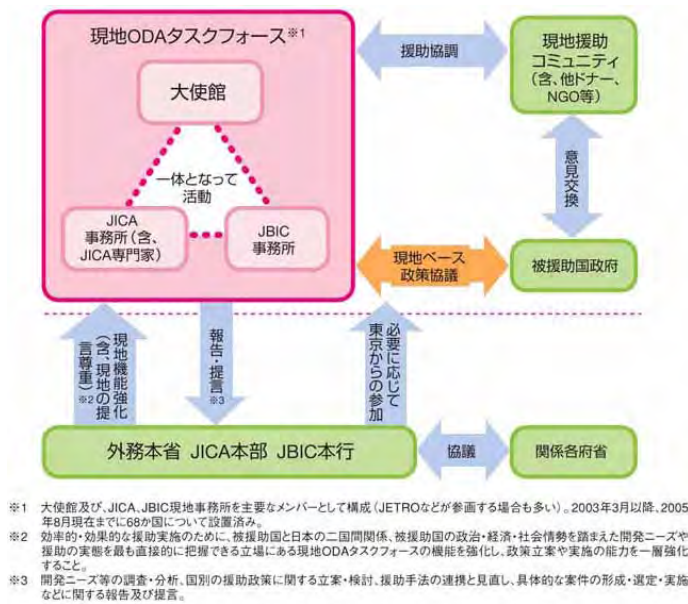 現地ODAタスクフォース※1
大使館
一体となって
活動
JICA
事務所(含、
JICA専門家)
JBIC
事務所
援助協調
現地援助
コミュニティ
(含、他ドナー、
NGO等)
意見交換
現地ベース
政策協議
被援助国政府
現地機能強化
(含、現地の提
言尊重)※2
報告・提言※3
必要に応じて
東京からの参加
外務本省 JICA本部 JBIC本行
協議
関係各府省
※1 大使館及び、JICA、JBIC現地事務所を主要なメンバーとして構成(JETROなどが参画する場合も多い)。2003年3月以降、2005
年8月現在までに68か国について設置済み。
※2 効率的・効果的な援助実施のために、被援助国と日本の二国間関係、被援助国の政治・経済・社会情勢を踏まえた開発ニーズや
援助の実態を最も直接的に把握できる立場にある現地ODAタスクフォースの機能を強化し、政策立案や実施の能力を一層強化
すること。
※3 開発ニーズ等の調査・分析、国別の援助政策に関する立案・検討、援助手法の連携と見直し、具体的な案件の形成・選定・実施
などに関する報告及び提言。